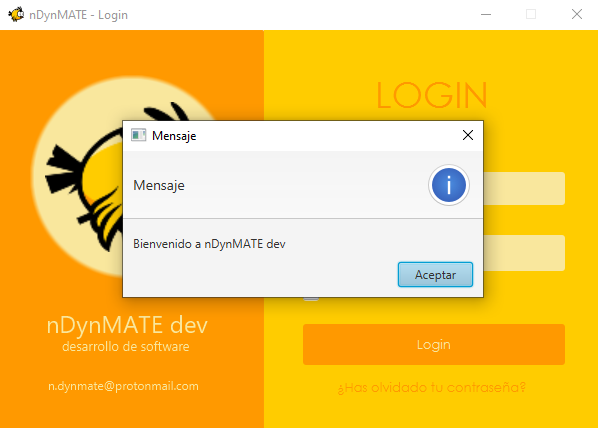 nDynMATE - Login
LOGIN
Mensaje
Mensaje
Bienvenido a nDynMATE dev
Aceptar
nDynMATE dev
desarrollo de software
n.dynmate@protonmail.com
Login
¿Has olvidado tu contraseña?